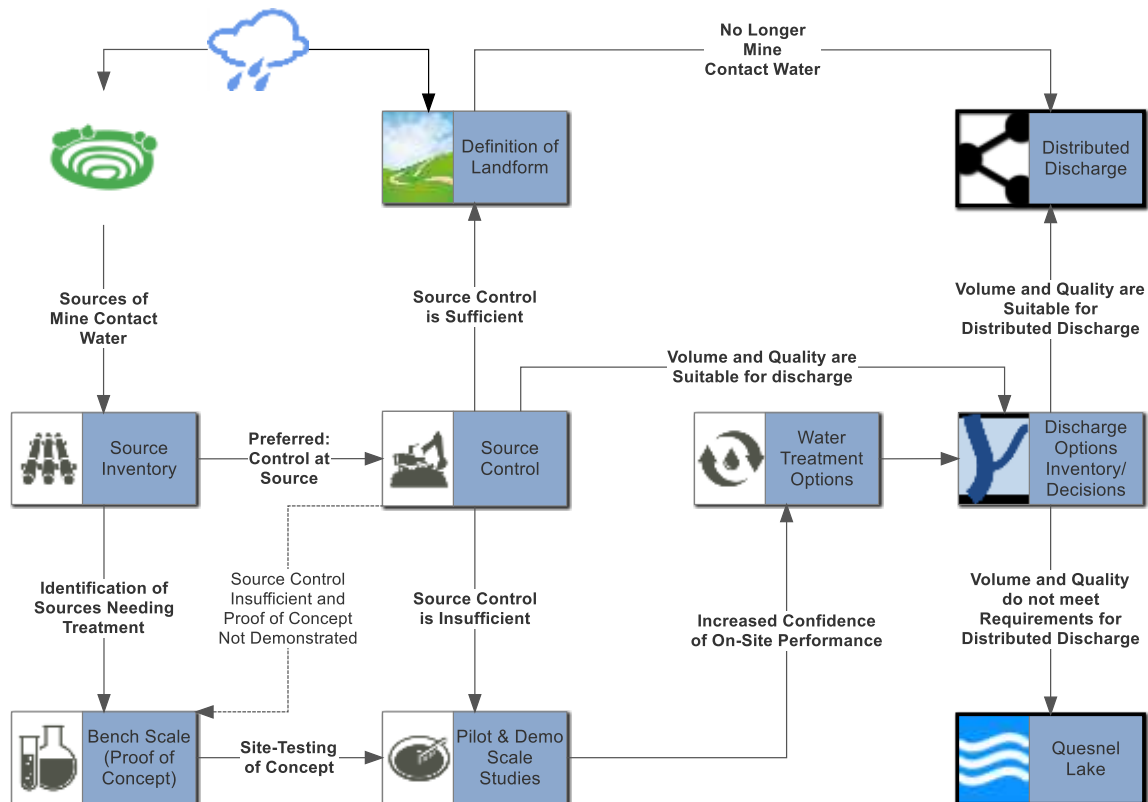 No Longer
Mine
Contact Water
Definition of
Landform
Distributed
Discharge
Sources of
Mine Contact
Water
Source Control
is Sufficient
Volume and Quality are
Suitable for
Distributed Discharge
Volume and Quality are
Suitable for discharge
Source
Inventory
Preferred:
Control at
Source
Source
Control
Water
Treatment
Options
Discharge
Options
Inventory/
Decisions
Identification of
Sources Needing
Treatment
Source Control
Insufficient and
Proof of Concept
Not Demonstrated
Source Control
is Insufficient
Increased Confidence
of On-Site Performance
Volume and Quality
do not meet
Requirements for
Distributed Discharge
Bench Scale
(Proof of
Concept)
Site-Testing
of Concept
Pilot & Demo
Scale
Studies
Quesnel
Lake